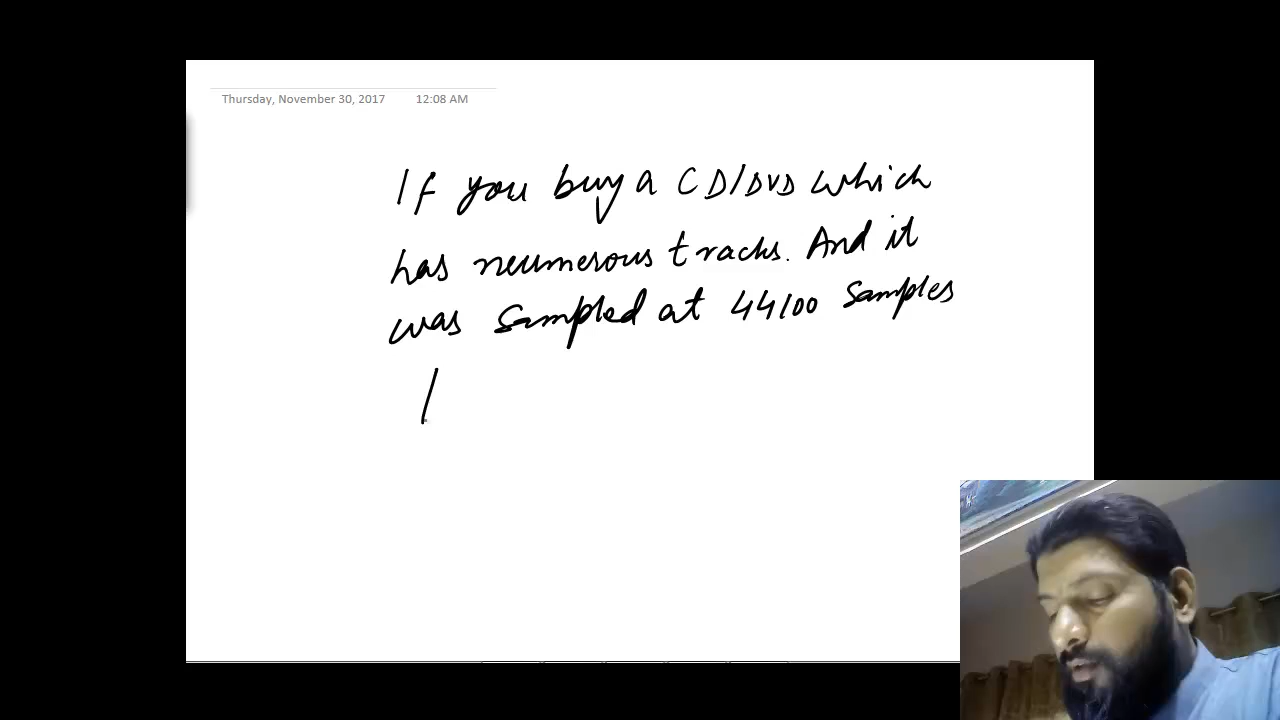 Thursday, November 30, 2017 12:08 AM
If you buy a CD/DVD which
has neumerous tracks. And it
was sampled at 44100 samples
/